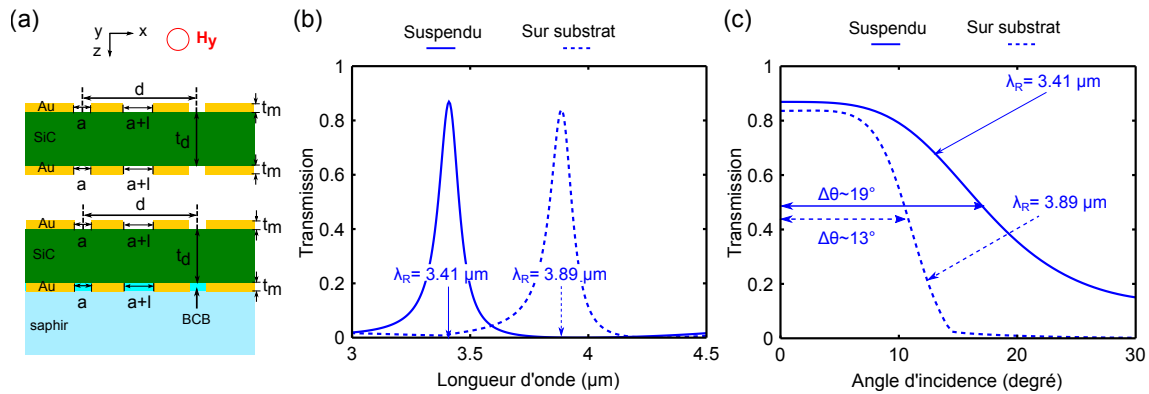 (a)
y
x
z
Hy
d
Au
a
a+l
tm
SiC
td
Au
a
a+l
tm
d
Au
a
a+l
tm
SiC
td
Au
a
a+l
tm
saphir
BCB
(b)
Suspendu
Sur substrat
Transmission
1
0.8
0.6
0.4
0.2
0
λR= 3.41 µm
λR= 3.89 µm
3
3.5
4
4.5
Longueur d'onde (µm)
(c)
Suspendu
Sur substrat
Transmission
1
0.8
0.6
0.4
0.2
0
λR= 3.41 µm
λR= 3.89 µm
Δθ~19°
Δθ~13°
0
10
20
30
Angle d'incidence (degré)